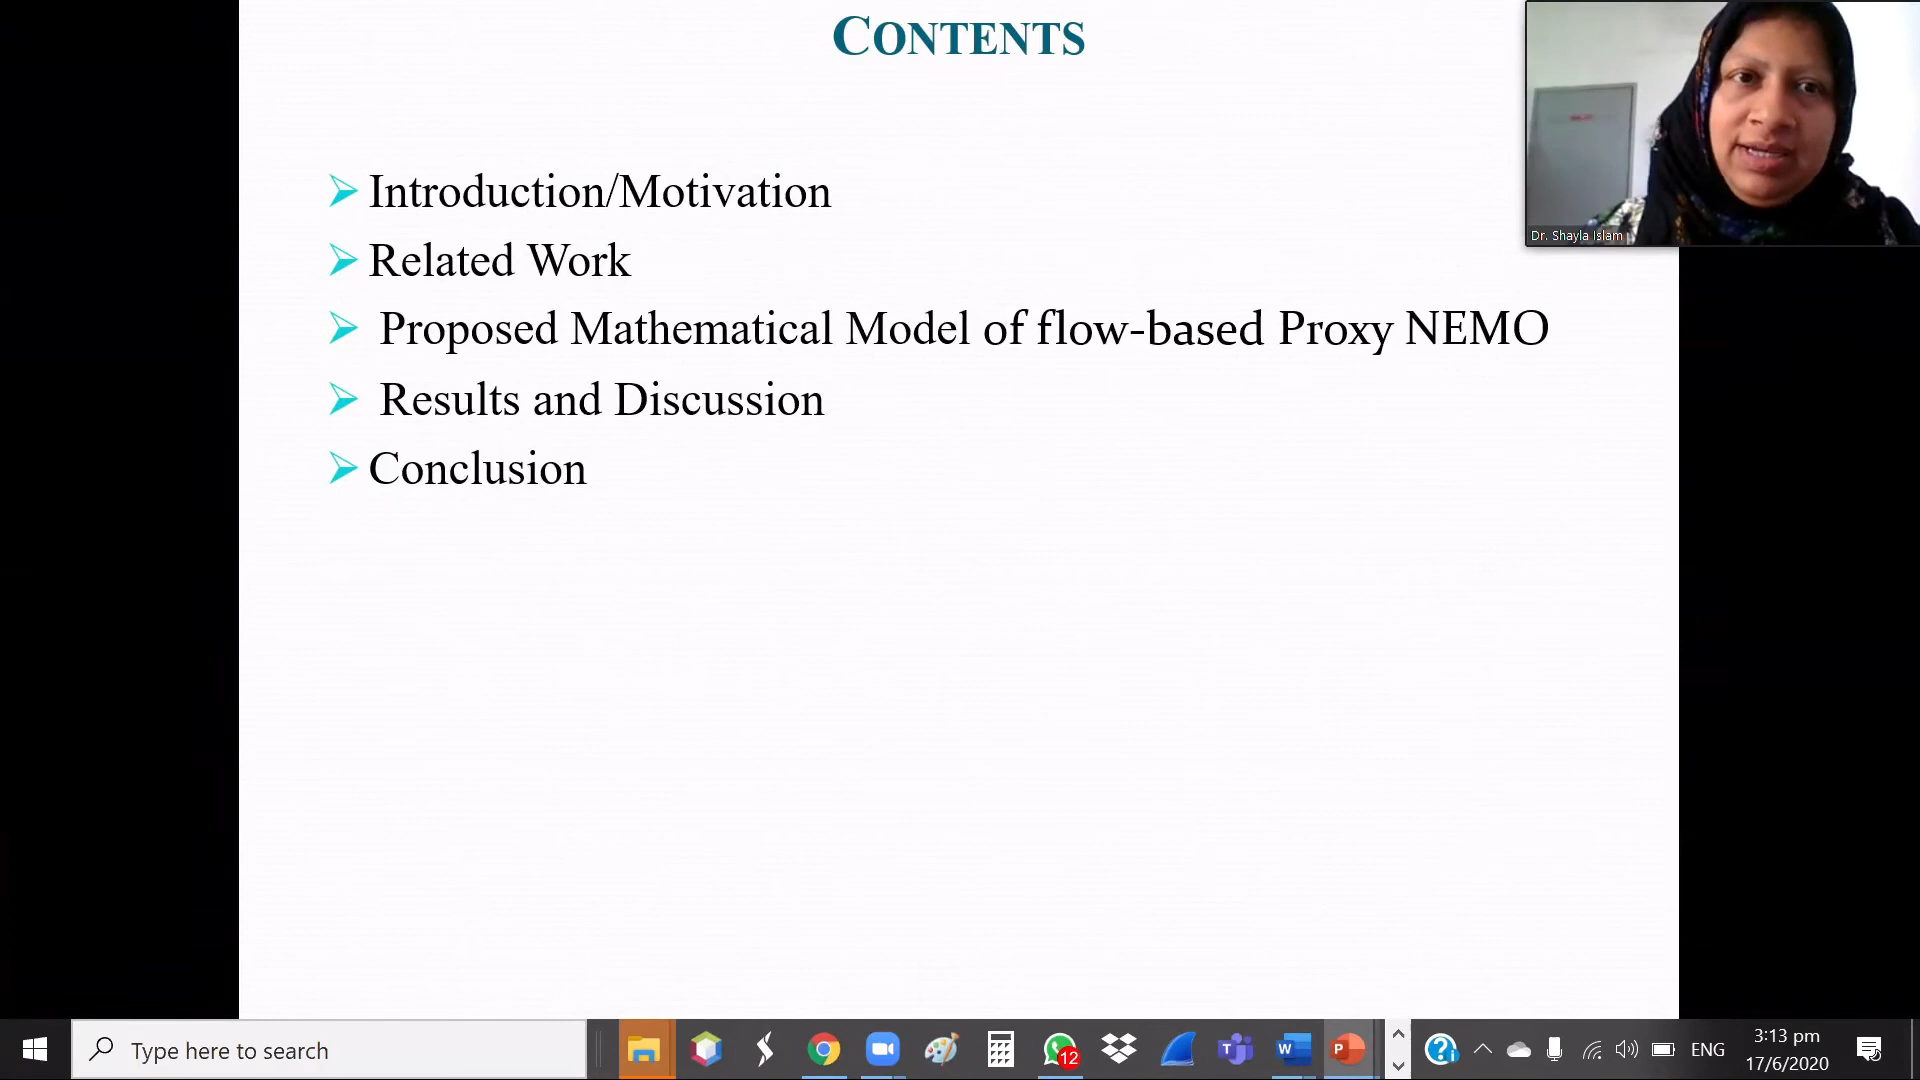 CONTENTS
Introduction/Motivation
Related Work
Proposed Mathematical Model of flow-based Proxy NEMO
Results and Discussion
Conclusion
Dr. Shayla Islam
Type here to search
12
ENG
3:13 pm
17/6/2020